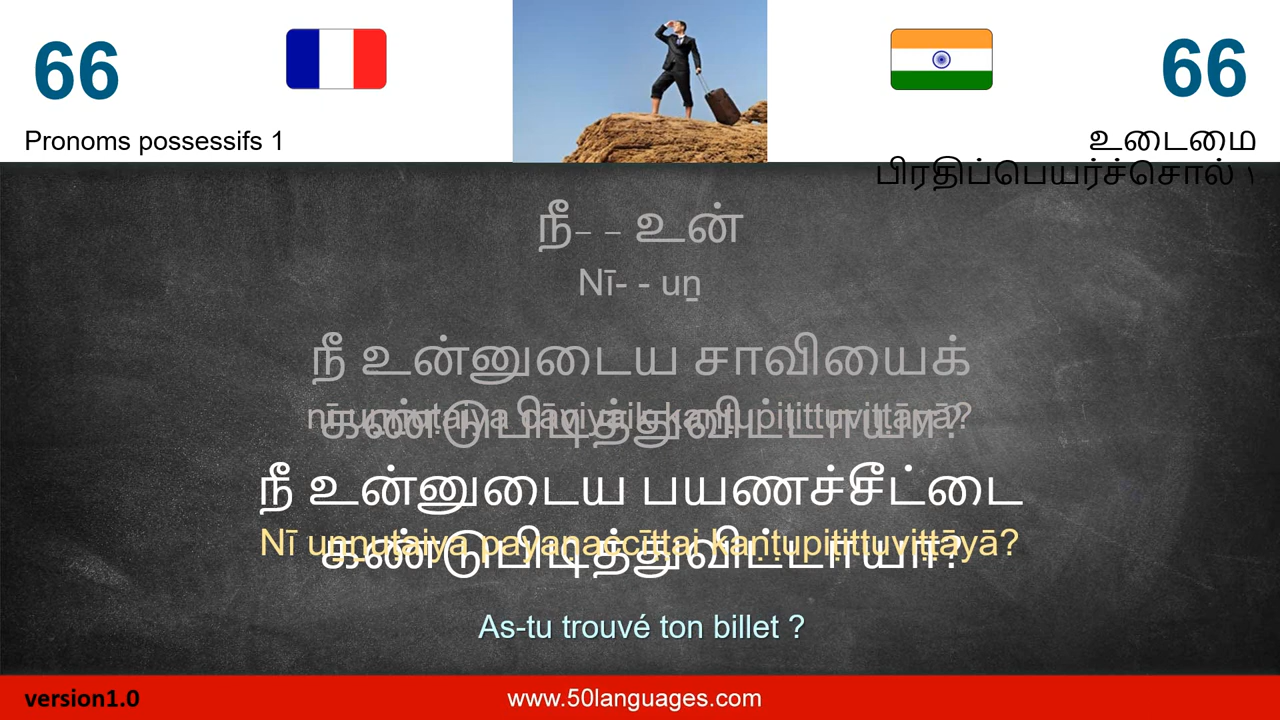 66
66
Pronoms possessifs 1
உடைமை
பிரதிப்பெயர்ச்சொல் ১
நீ– – உன்
Nī- - uṉ
நீ உன்னுடைய சாவியைக்
கண்டுபிடித்துவிட்டாயா?
nī uṉṉuṭaiya cāviyaik kaṇṭupiṭittuviṭṭāyā?
நீ உன்னுடைய பயணச்சீட்டை
கண்டுபிடித்துவிட்டாயா?
Nī uṉṉuṭaiya payaṇaccīṭṭai kaṇṭupiṭittuviṭṭāyā?
As-tu trouvé ton billet ?
version1.0
www.50languages.com